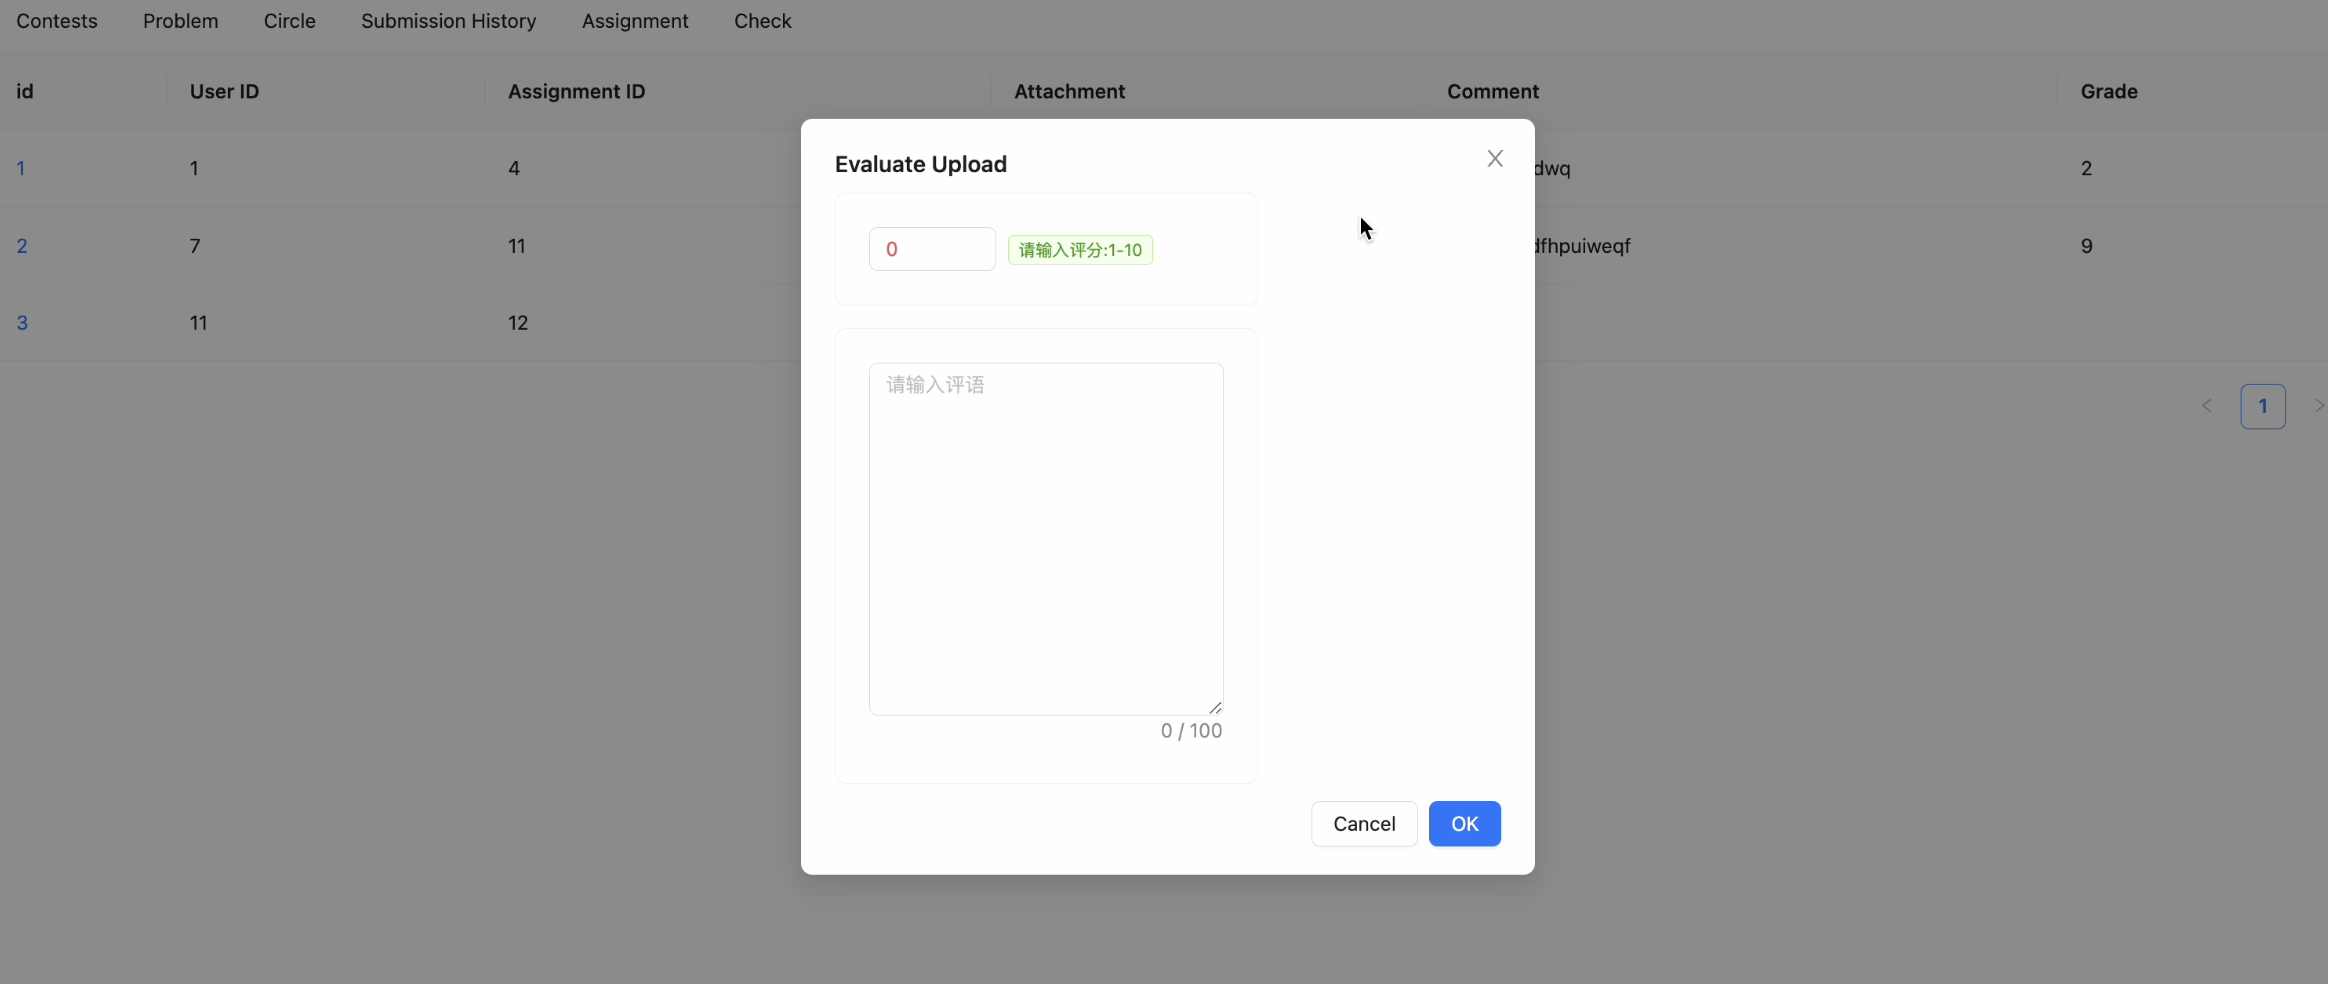 Contests Problem Circle Submission History Assignment Check
id User ID Assignment ID Attachment Comment Grade
1 1 4 dwq 2
2 7 11 dfhpuiweqf 9
3 11 12
< 1 >
Evaluate Upload
0 请输入评分:1-10
请输入评语
0 / 100
Cancel OK